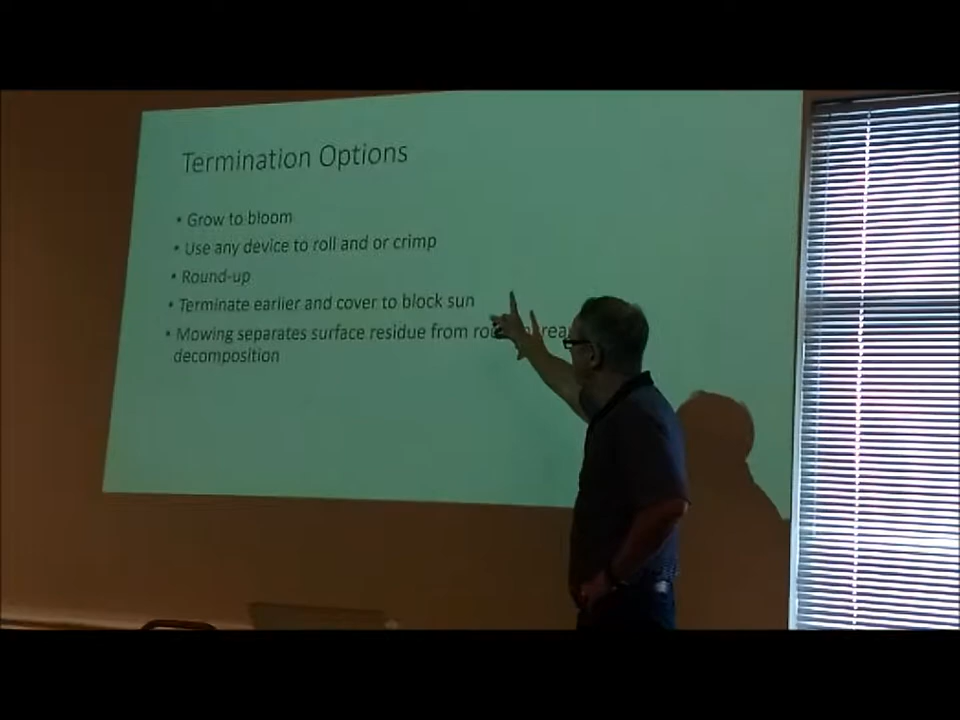 Termination Options
• Grow to bloom
• Use any device to roll and or crimp
• Round-up
• Terminate earlier and cover to block sun
• Mowing separates surface residue from
decomposition